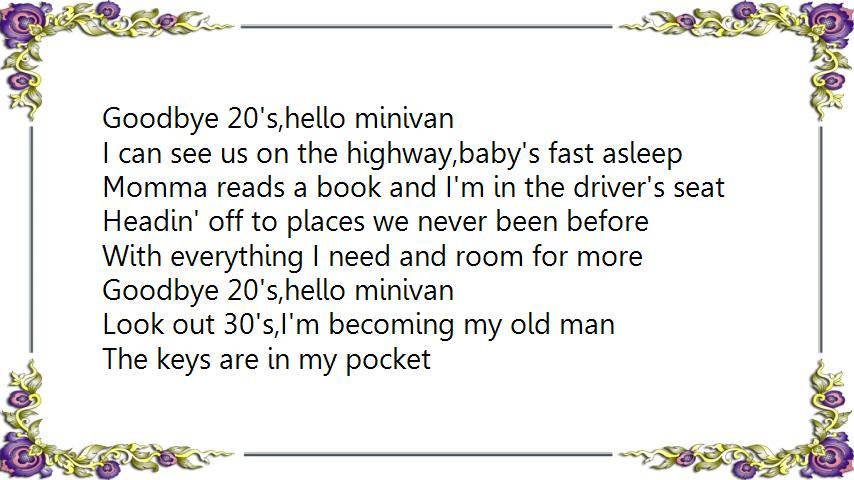 Goodbye 20's,hello minivan
I can see us on the highway,baby's fast asleep
Momma reads a book and I'm in the driver's seat
Headin' off to places we never been before
With everything I need and room for more
Goodbye 20's,hello minivan
Look out 30's,I'm becoming my old man
The keys are in my pocket